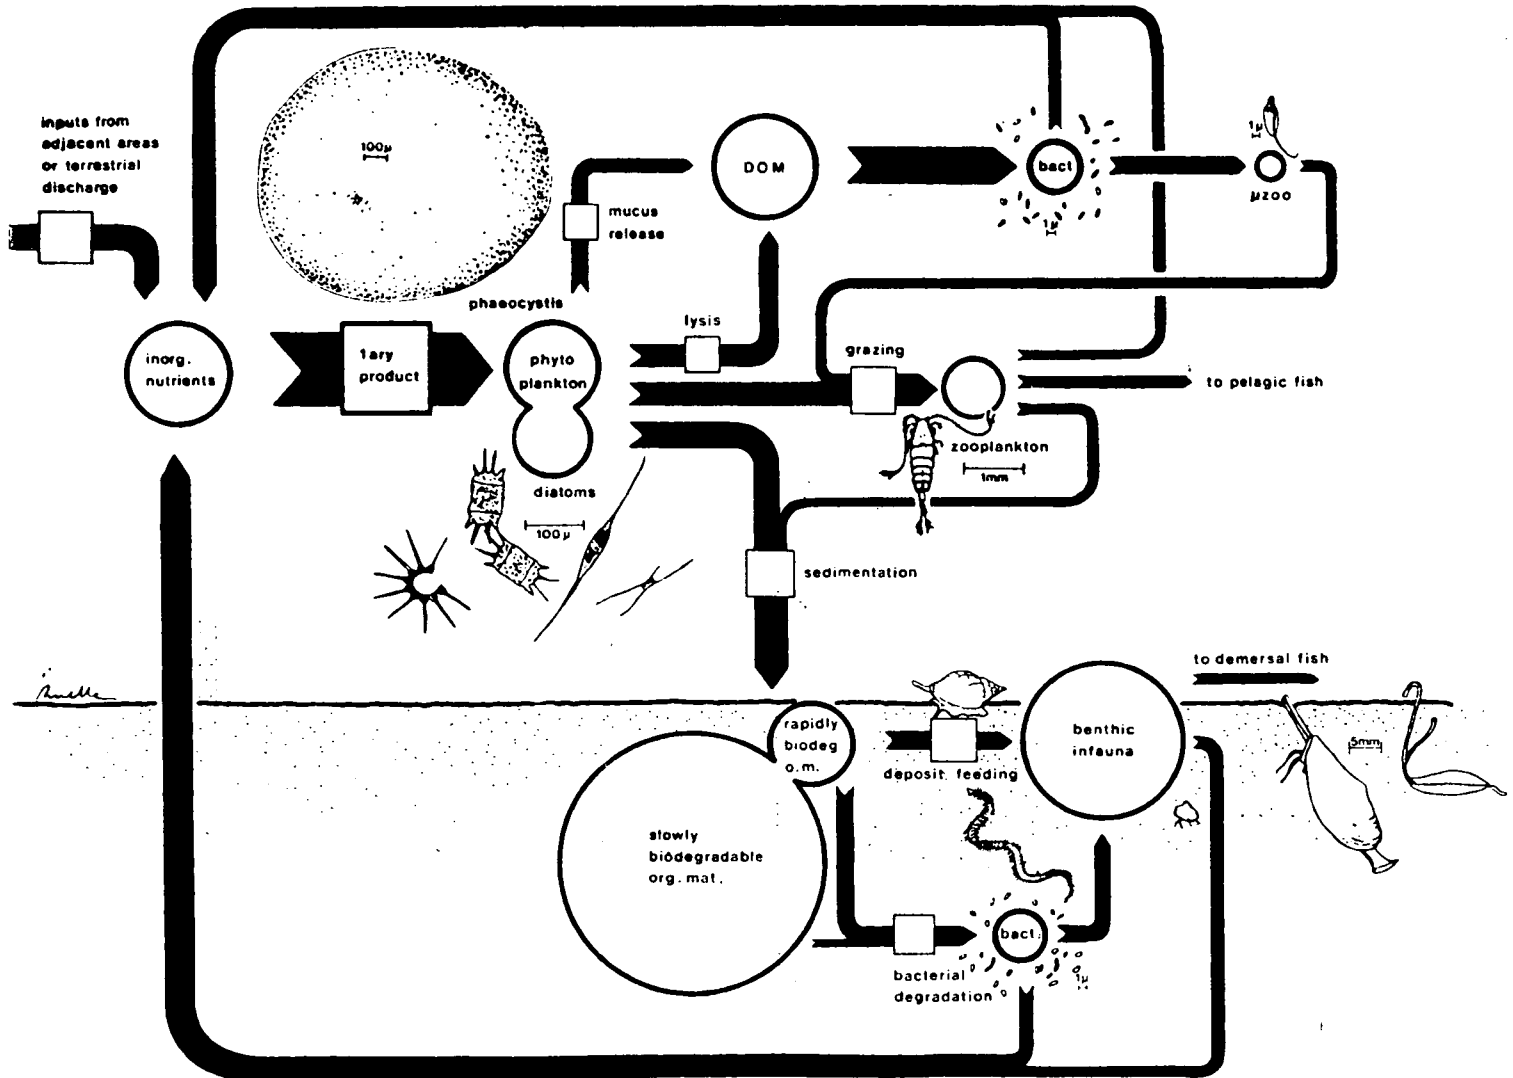 inputs from
adjacent areas
or terrestrial
discharge
100µ
DOM
bact
1µ
1µ
µzoo
mucus
release
phaeocystis
lysis
grazing
inorg.
nutrients
1ary
product
phyto
plankton
to pelagic fish
zooplankton
1mm
diatoms
100µ
sedimentation
to demersal fish
rapidly
biodeg
o.m.
benthic
infauna
5mm
deposit feeding
slowly
biodegradable
org. mat.
bact.
1µ
bacterial
degradation